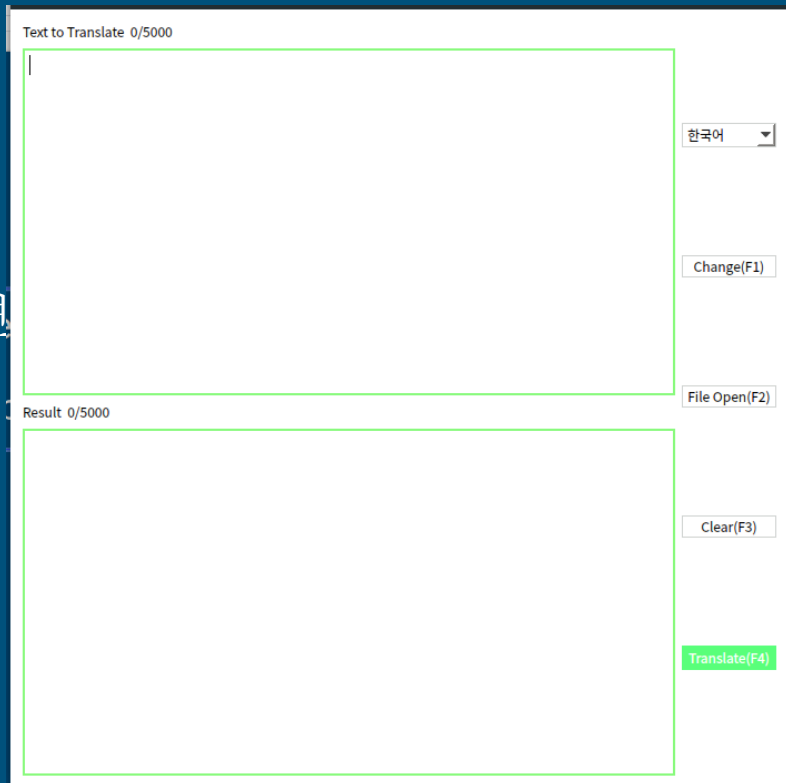 Text to Translate 0/5000
한국어
Change(F1)
File Open(F2)
Result 0/5000
Clear(F3)
Translate(F4)